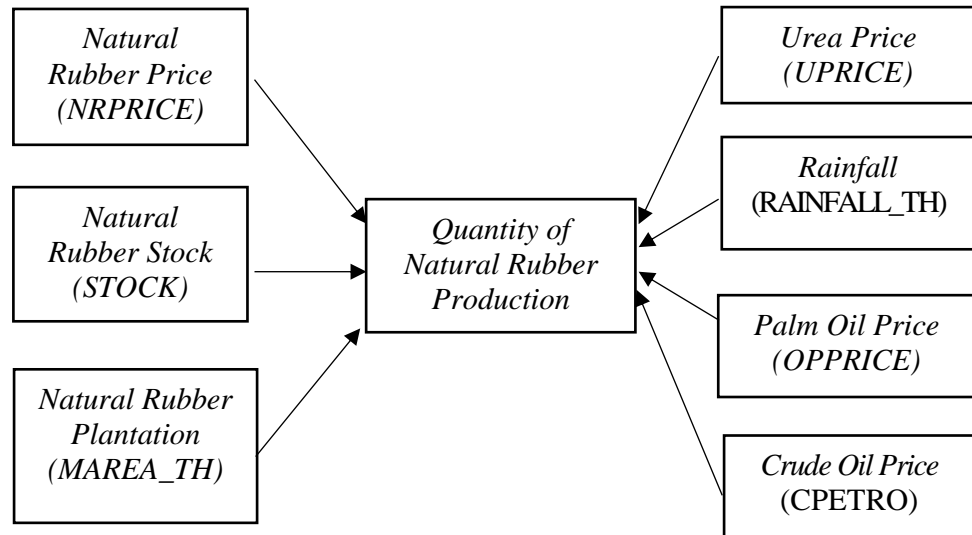 Natural
Rubber Price
(NRPRICE)
Natural
Rubber Stock
(STOCK)
Natural Rubber
Plantation
(MAREA_TH)
Quantity of
Natural Rubber
Production
Urea Price
(UPRICE)
Rainfall
(RAINFALL_TH)
Palm Oil Price
(OPPRICE)
Crude Oil Price
(CPETRO)